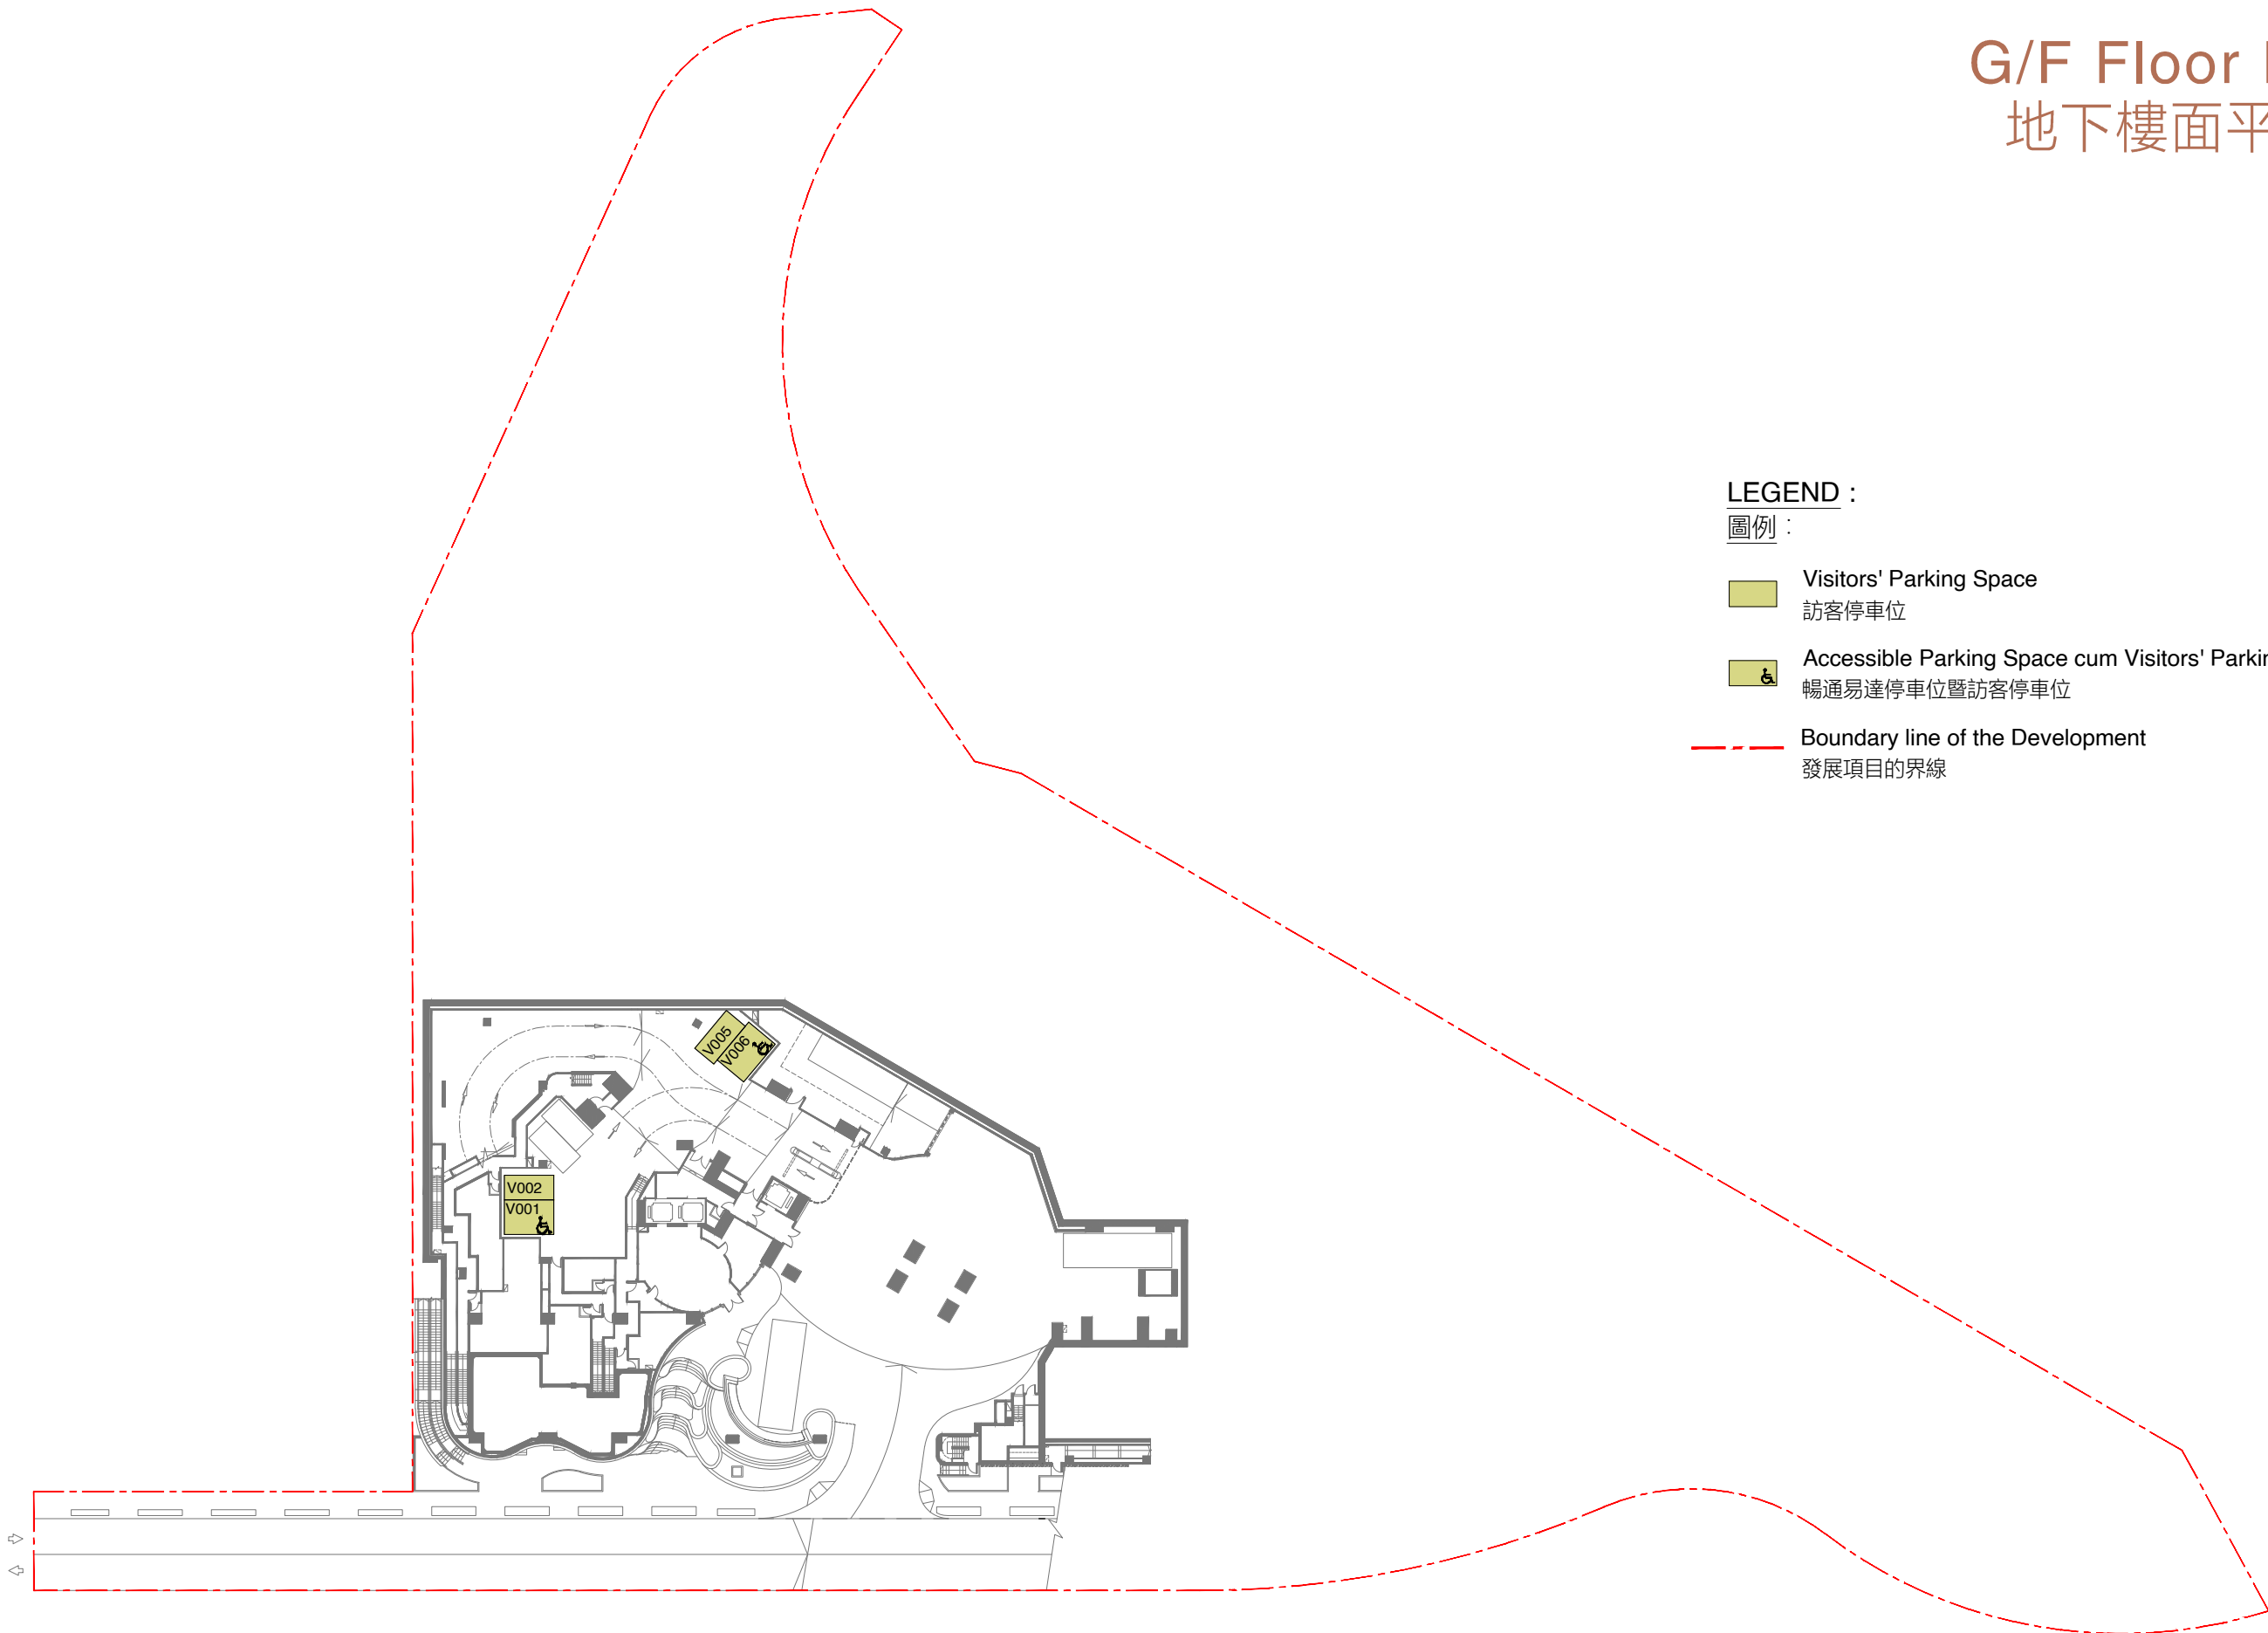 G/F Floor
地下樓面平
LEGEND :
圖例 :
Visitors' Parking Space
訪客停車位
Accessible Parking Space cum Visitors'
暢通易達停車位暨訪客停車位
Boundary line of the Development
發展項目的界線
V005
V006
V002
V001